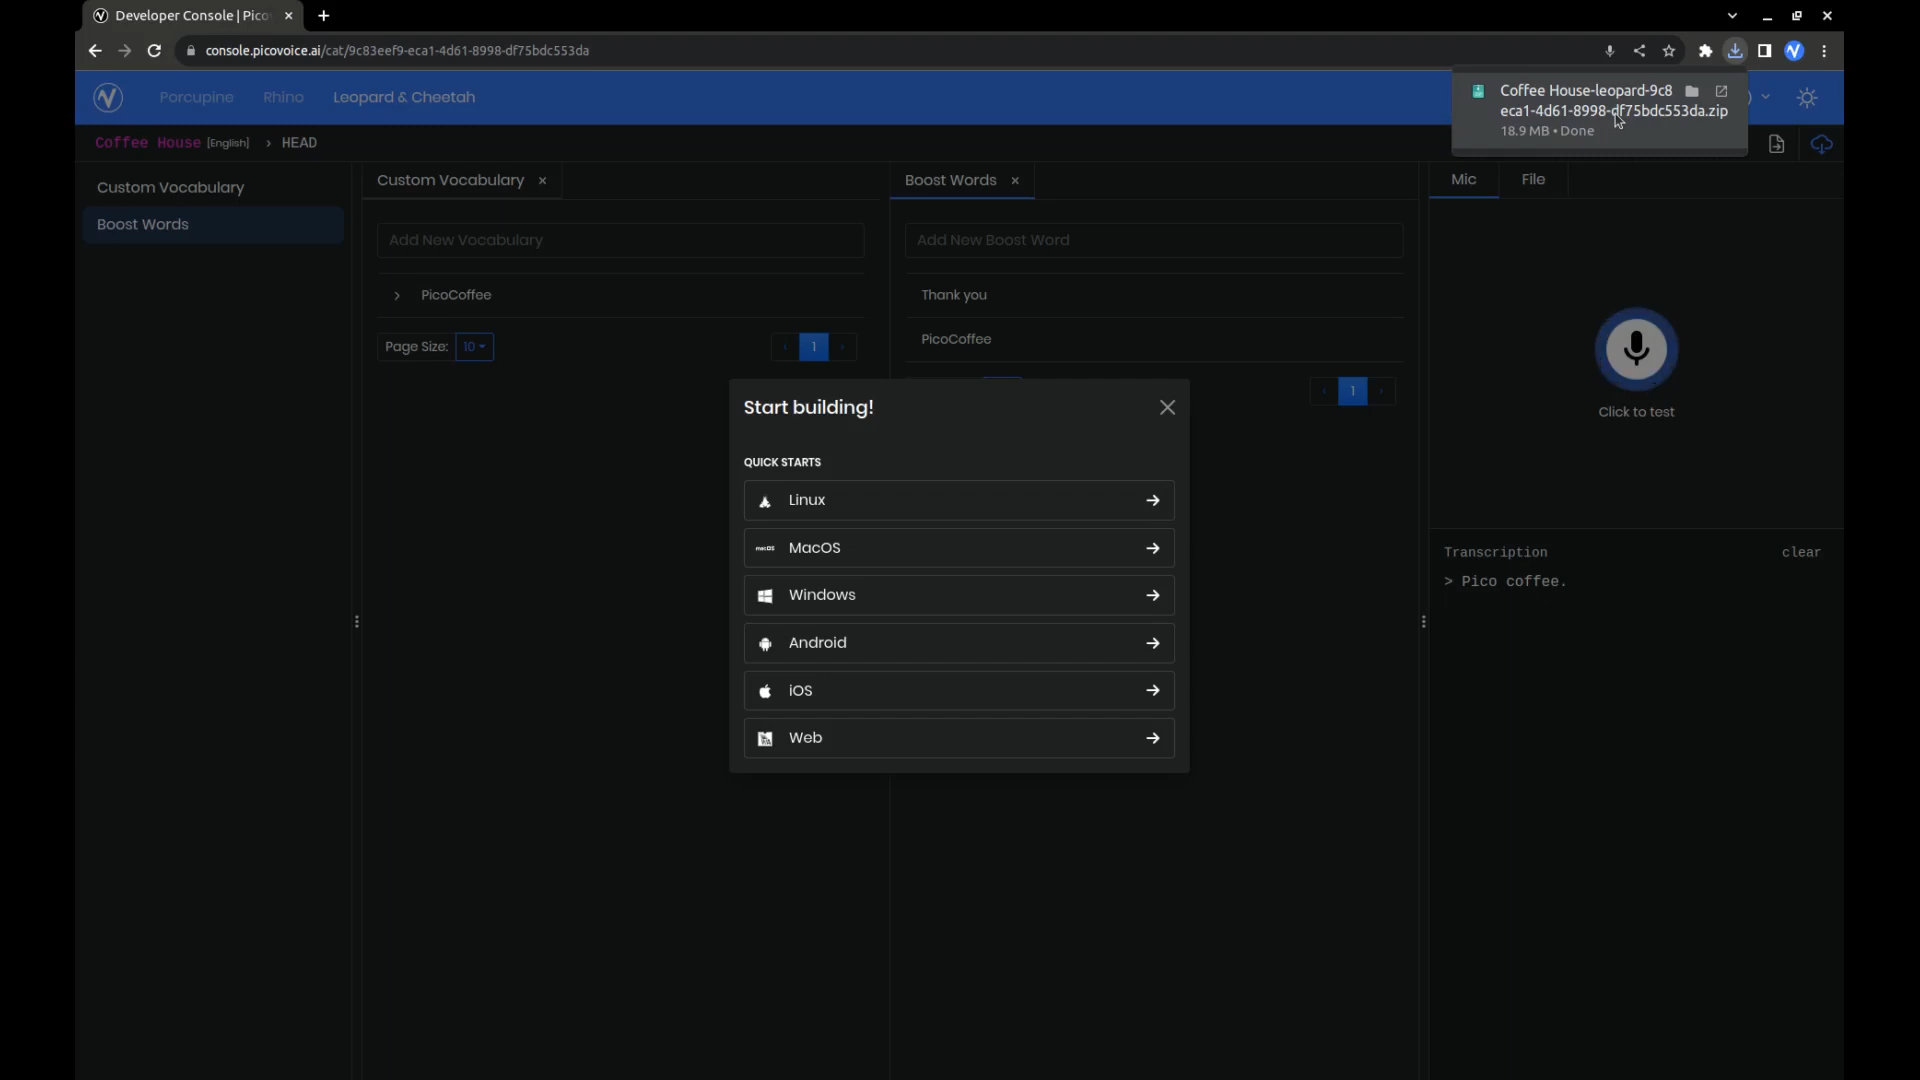 Developer Console | Pico
console.picovoice.ai/cat/9c83eef9-eca1-4d61-8998-df75bdc553da
Porcupine
Rhino
Leopard & Cheetah
Coffee House-leopard-9c8
eca1-4d61-8998-df75bdc553da.zip
18.9 MB • Done
Coffee House [English] > HEAD
Custom Vocabulary
Boost Words
Custom Vocabulary
Add New Vocabulary
PicoCoffee
Page Size: 10
1
Boost Words
Add New Boost Word
Thank you
PicoCoffee
1
Mic
File
Click to test
Transcription
clear
> Pico coffee.
Start building!
QUICK STARTS
Linux
macOS MacOS
Windows
Android
iOS
Web